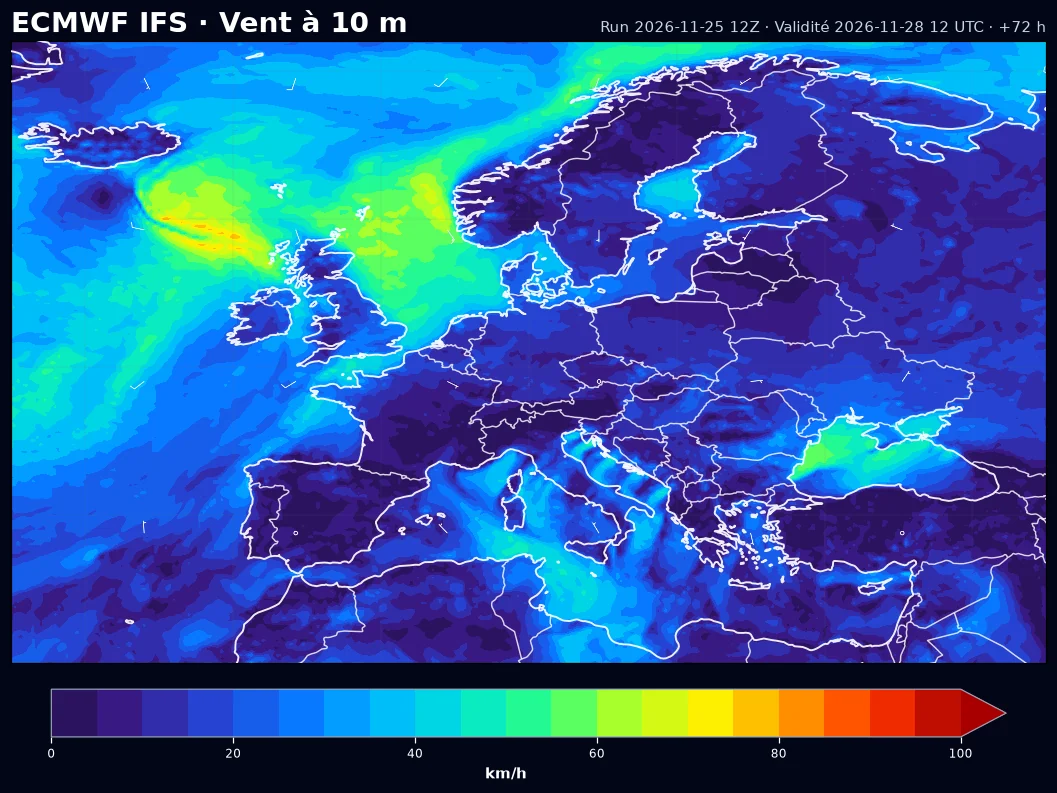 ECMWF IFS · Vent à 10 m
Run 2026-11-25 12Z · Validité 2026-11-28 12 UTC · +72 h
0 20 40 60 80 100
km/h